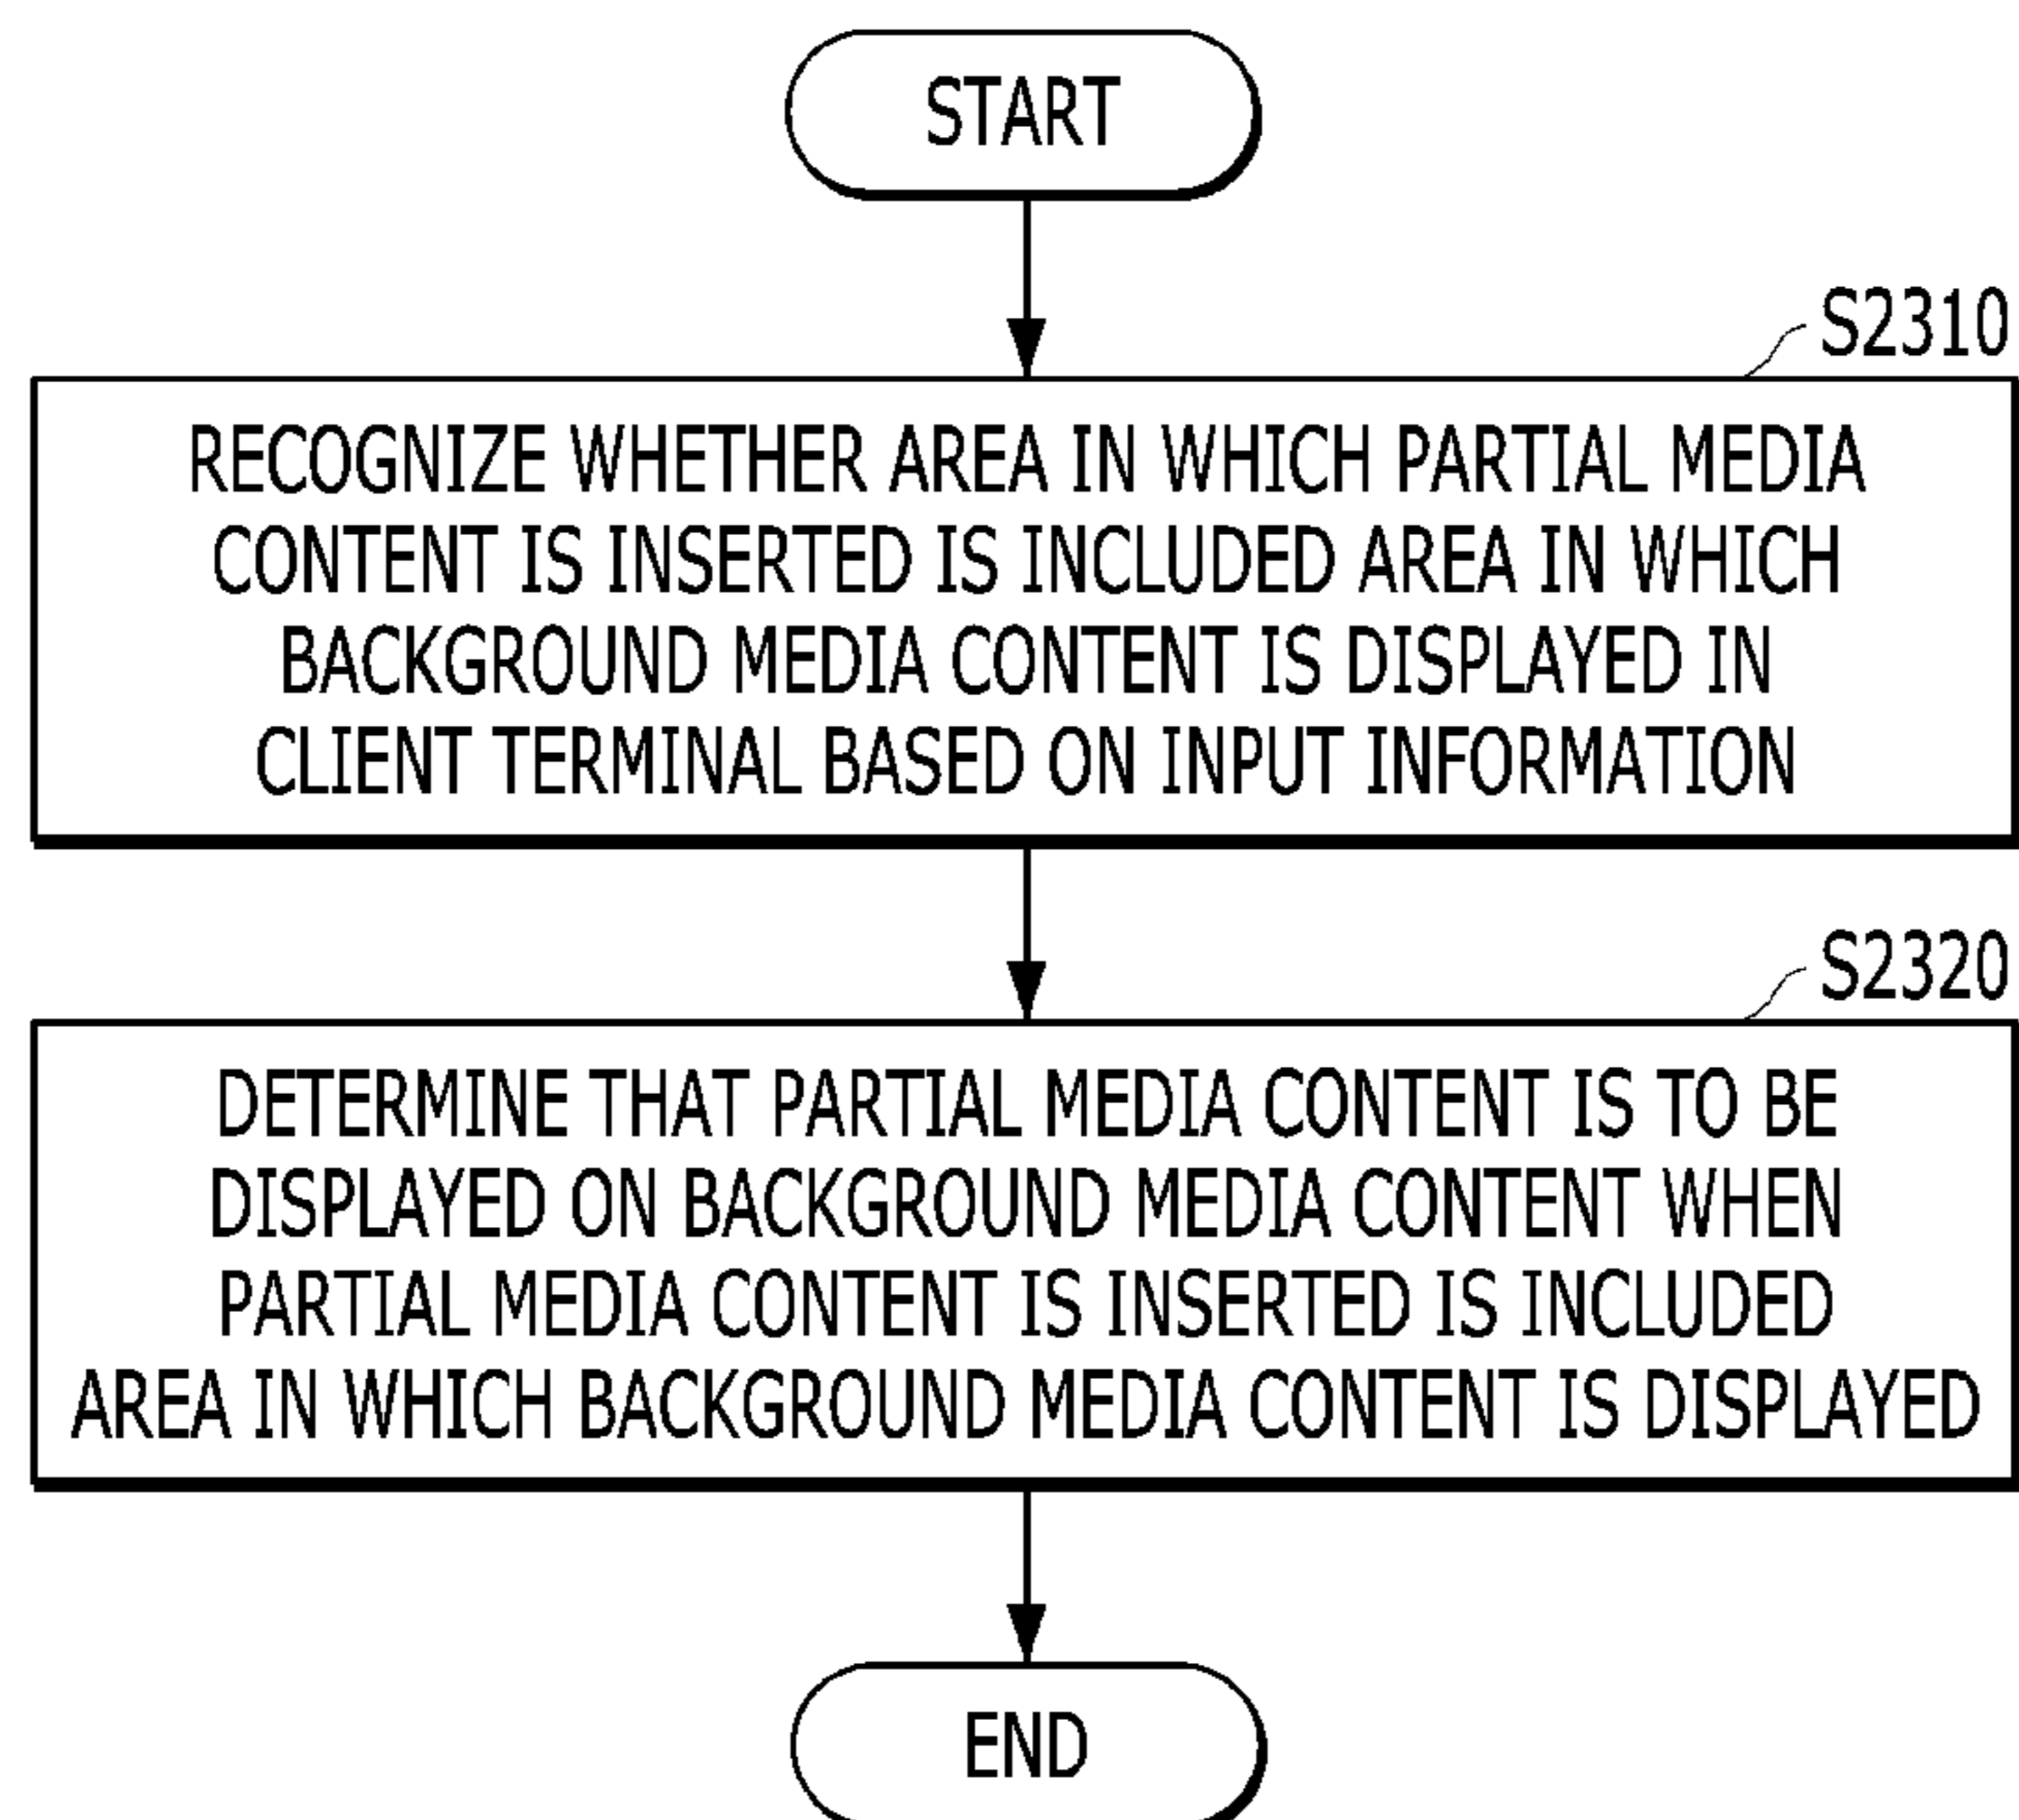 START
S2310
RECOGNIZE WHETHER AREA IN WHICH PARTIAL MEDIA
CONTENT IS INSERTED IS INCLUDED AREA IN WHICH
BACKGROUND MEDIA CONTENT IS DISPLAYED IN
CLIENT TERMINAL BASED ON INPUT INFORMATION
S2320
DETERMINE THAT PARTIAL MEDIA CONTENT IS TO BE
DISPLAYED ON BACKGROUND MEDIA CONTENT WHEN
PARTIAL MEDIA CONTENT IS INSERTED IS INCLUDED
AREA IN WHICH BACKGROUND MEDIA CONTENT IS DISPLAYED
END